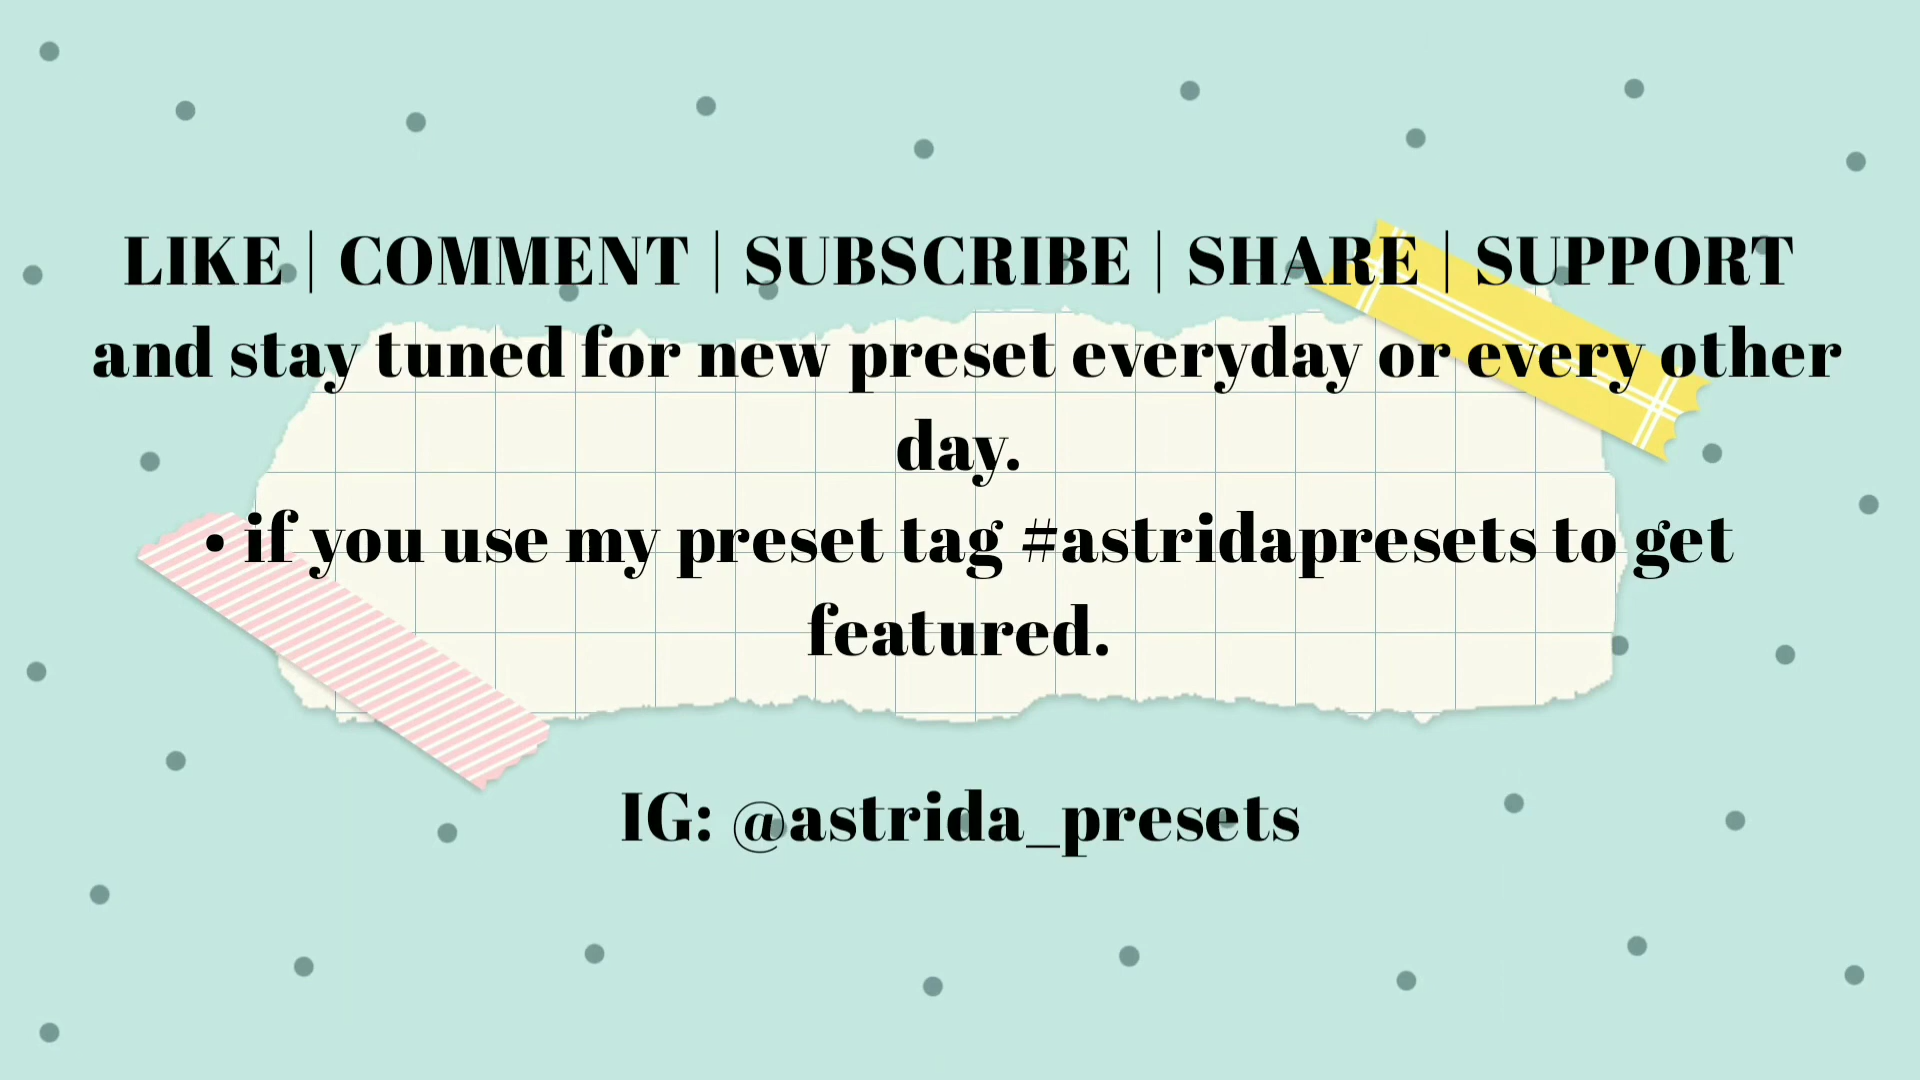 LIKE | COMMENT | SUBSCRIBE | SHARE | SUPPORT
and stay tuned for new preset everyday or every other
day.
• if you use my preset tag #astridapresets to get
featured.
IG: @astrida_presets